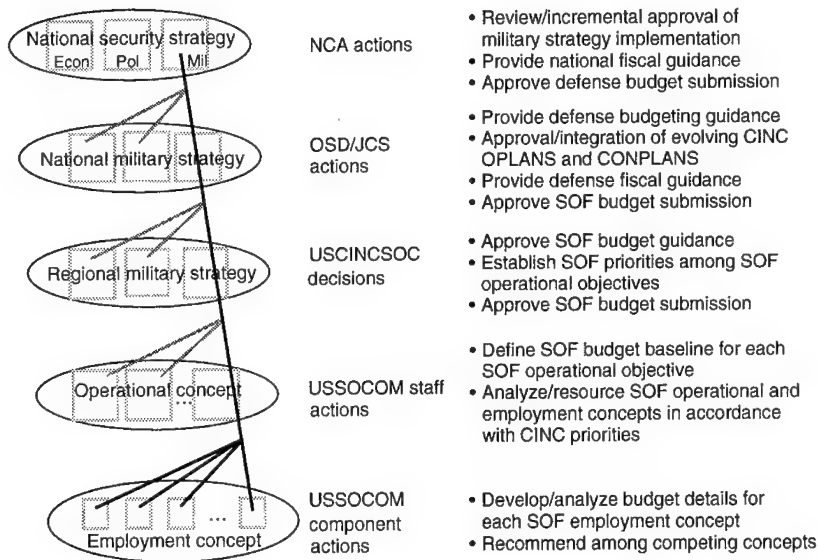 National security strategy
Econ Pol Mil
NCA actions
• Review/incremental approval of
military strategy implementation
• Provide national fiscal guidance
• Approve defense budget submission
National military strategy
OSD/JCS
actions
• Provide defense budgeting guidance
• Approval/integration of evolving CINC
OPLANS and CONPLANS
• Provide defense fiscal guidance
• Approve SOF budget submission
Regional military strategy
USCINCSOC
decisions
• Approve SOF budget guidance
• Establish SOF priorities among SOF
operational objectives
• Approve SOF budget submission
Operational concept
...
USSOCOM staff
actions
• Define SOF budget baseline for each
SOF operational objective
• Analyze/resource SOF operational and
employment concepts in accordance
with CINC priorities
...
Employment concept
USSOCOM
component
actions
• Develop/analyze budget details for
each SOF employment concept
• Recommend among competing concepts